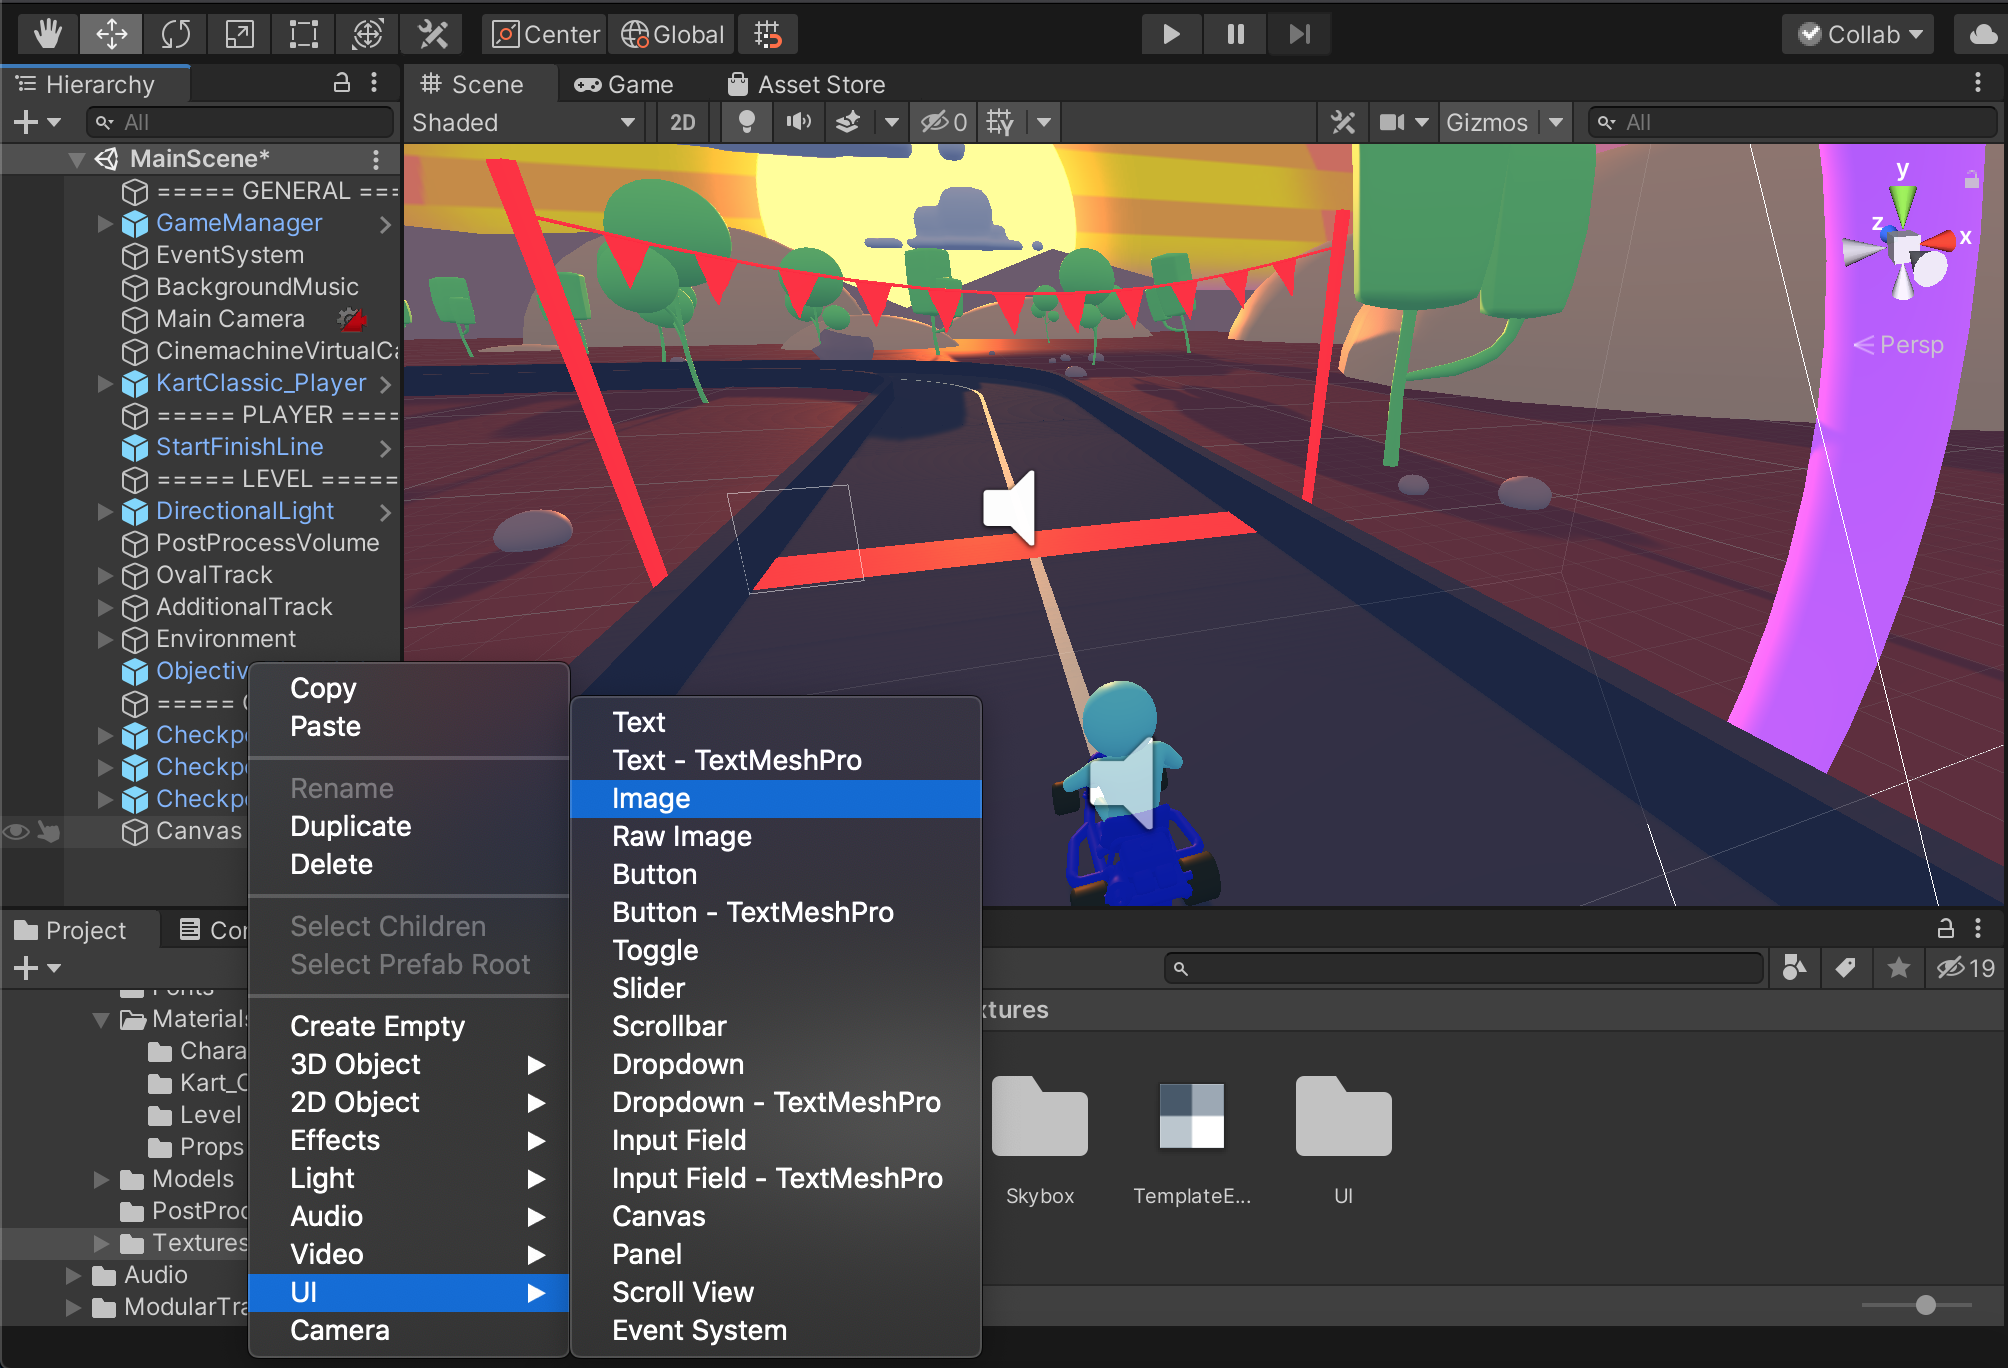 Center Global Collab
Hierarchy
All
MainScene*
===== GENERAL ===
GameManager
EventSystem
BackgroundMusic
Main Camera
CinemachineVirtualCa
KartClassic_Player
===== PLAYER ====
StartFinishLine
===== LEVEL =====
DirectionalLight
PostProcessVolume
OvalTrack
AdditionalTrack
Environment
Objectiv
=====
Checkp
Checkp
Checkp
Canvas
Scene Game Asset Store
Shaded 2D 0 Gizmos All
y
z
x
Persp
Copy
Paste
Rename
Duplicate
Delete
Select Children
Select Prefab Root
Create Empty
3D Object
2D Object
Effects
Light
Audio
Video
UI
Camera
Text
Text - TextMeshPro
Image
Raw Image
Button
Button - TextMeshPro
Toggle
Slider
Scrollbar
Dropdown
Dropdown - TextMeshPro
Input Field
Input Field - TextMeshPro
Canvas
Panel
Scroll View
Event System
Project Con
19
Fonts
Materials
Chara
Kart_C
Level
Props
Models
PostProc
Textures
Audio
ModularTra
xtures
Skybox TemplateE... UI